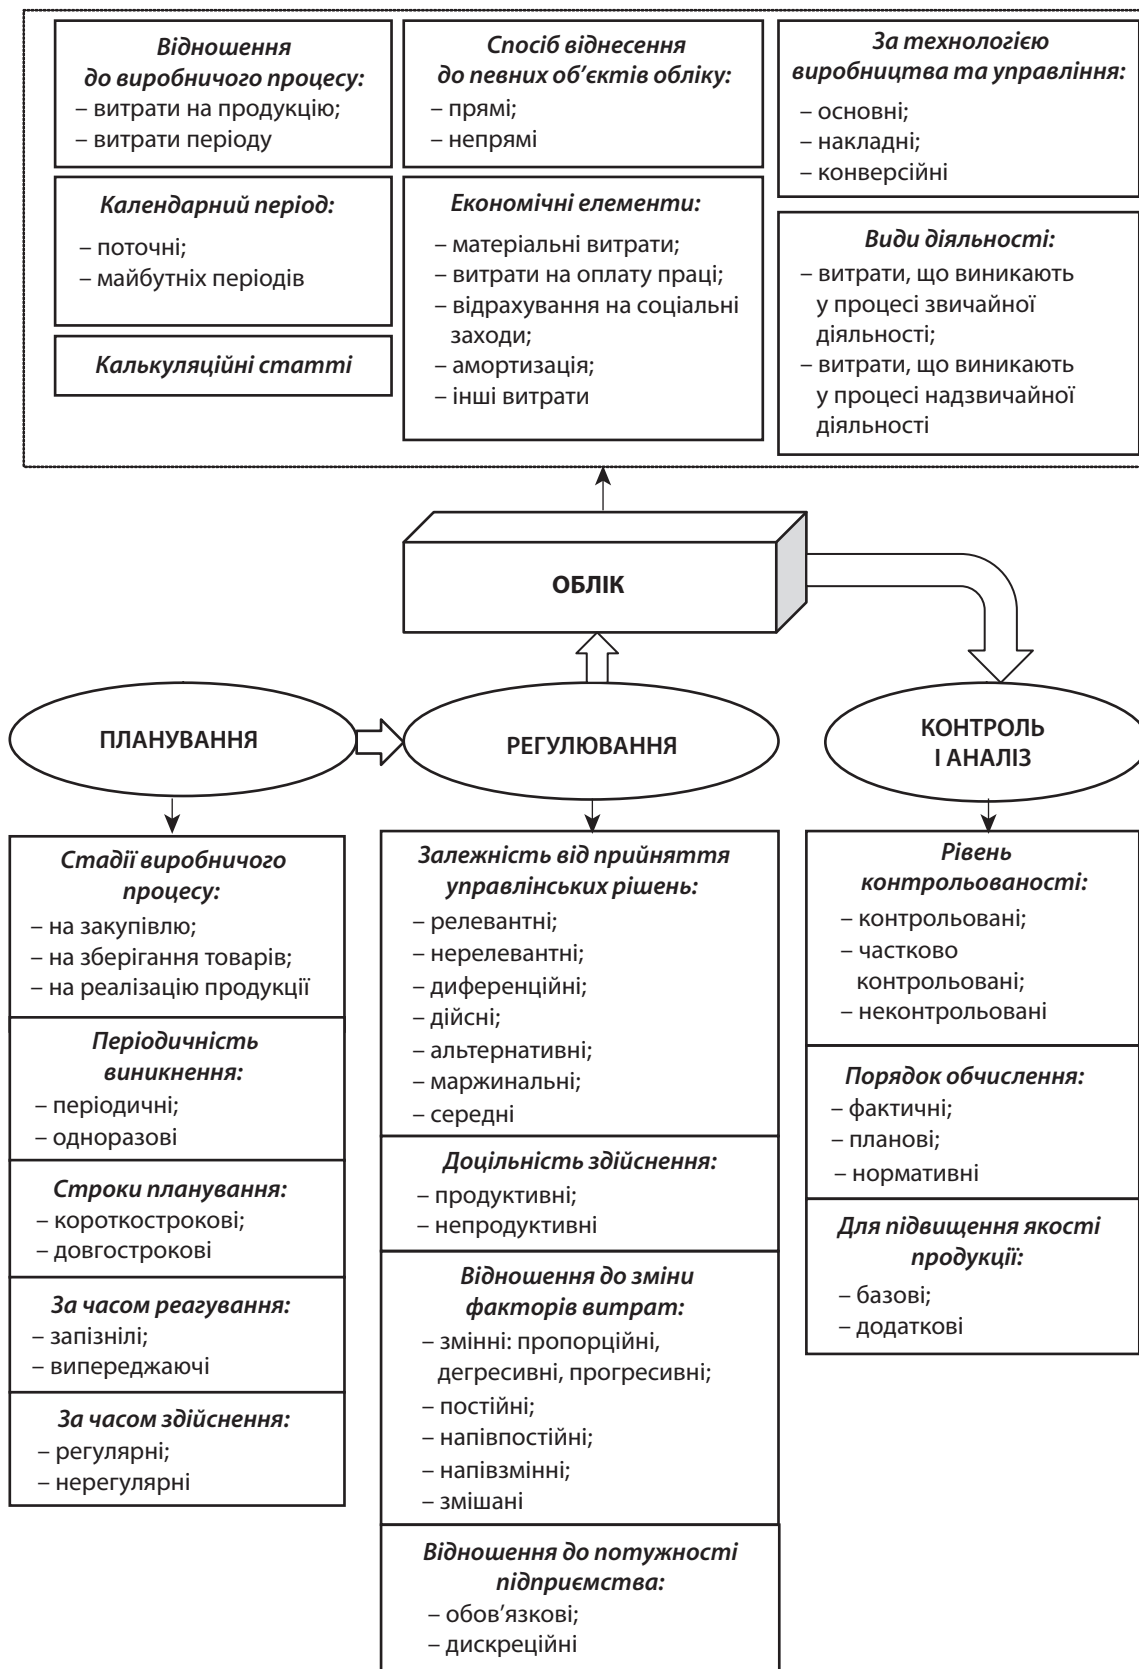 Відношення
до виробничого процесу:
– витрати на продукцію;
– витрати періоду
Спосіб віднесення
до певних об’єктів обліку:
– прямі;
– непрямі
За технологією
виробництва та управління:
– основні;
– накладні;
– конверсійні
Календарний період:
– поточні;
– майбутніх періодів
Економічні елементи:
– матеріальні витрати;
– витрати на оплату праці;
– відрахування на соціальні
заходи;
– амортизація;
– інші витрати
Види діяльності:
– витрати, що виникають
у процесі звичайної
діяльності;
– витрати, що виникають
у процесі надзвичайної
діяльності
Калькуляційні статті
ОБЛІК
ПЛАНУВАННЯ
РЕГУЛЮВАННЯ
КОНТРОЛЬ
І АНАЛІЗ
Стадії виробничого
процесу:
– на закупівлю;
– на зберігання товарів;
– на реалізацію продукції
Періодичність
виникнення:
– періодичні;
– одноразові
Строки планування:
– короткострокові;
– довгострокові
За часом реагування:
– запізнілі;
– випереджаючі
За часом здійснення:
– регулярні;
– нерегулярні
Залежність від прийняття
управлінських рішень:
– релевантні;
– нерелевантні;
– диференційні;
– дійсні;
– альтернативні;
– маржинальні;
– середні
Доцільність здійснення:
– продуктивні;
– непродуктивні
Відношення до зміни
факторів витрат:
– змінні: пропорційні,
дегресивні, прогресивні;
– постійні;
– напівпостійні;
– напівзмінні;
– змішані
Відношення до потужності
підприємства:
– обов’язкові;
– дискреційні
Рівень
контрольованості:
– контрольовані;
– частково
контрольовані;
– неконтрольовані
Порядок обчислення:
– фактичні;
– планові;
– нормативні
Для підвищення якості
продукції:
– базові;
– додаткові